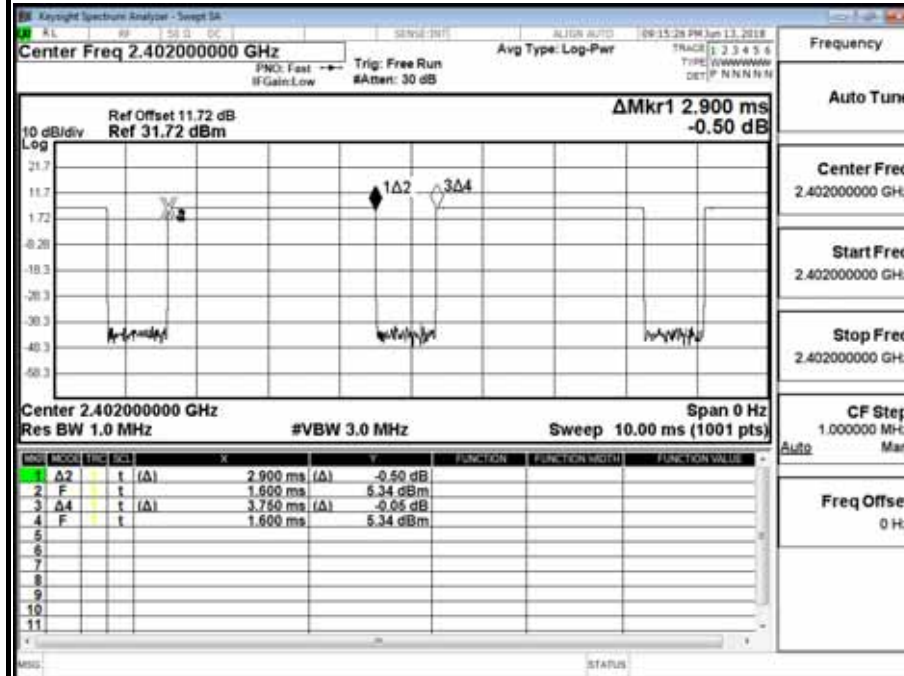 Keysight Spectrum Analyzer - Swept SA
RL RF 50 Ω DC SENSE:INT ALIGN AUTO 09:15:26 PM Jun 13, 2018
Center Freq 2.402000000 GHz
PNO: Fast
IFGain:Low
Trig: Free Run
#Atten: 30 dB
Avg Type: Log-Pwr
TRACE 1 2 3 4 5 6
TYPE WWWWWWW
DET P N N N N N
ΔMkr1 2.900 ms
-0.50 dB
Ref Offset 11.72 dB
10 dB/div Ref 31.72 dBm
Log
21.7
11.7
1.72
-8.28
-18.3
-28.3
-38.3
-48.3
-58.3
1Δ2 3Δ4
Center 2.402000000 GHz Span 0 Hz
Res BW 1.0 MHz #VBW 3.0 MHz Sweep 10.00 ms (1001 pts)
MKR MODE TRC SCL X Y FUNCTION FUNCTION WIDTH FUNCTION VALUE
1 Δ2 1 t (Δ) 2.900 ms (Δ) -0.50 dB
2 F 1 t 1.600 ms 5.34 dBm
3 Δ4 1 t (Δ) 3.750 ms (Δ) -0.05 dB
4 F 1 t 1.600 ms 5.34 dBm
5
6
7
8
9
10
11
MSG STATUS
Frequency
Auto Tune
Center Freq
2.402000000 GHz
Start Freq
2.402000000 GHz
Stop Freq
2.402000000 GHz
CF Step
1.000000 MHz
Auto Man
Freq Offset
0 Hz